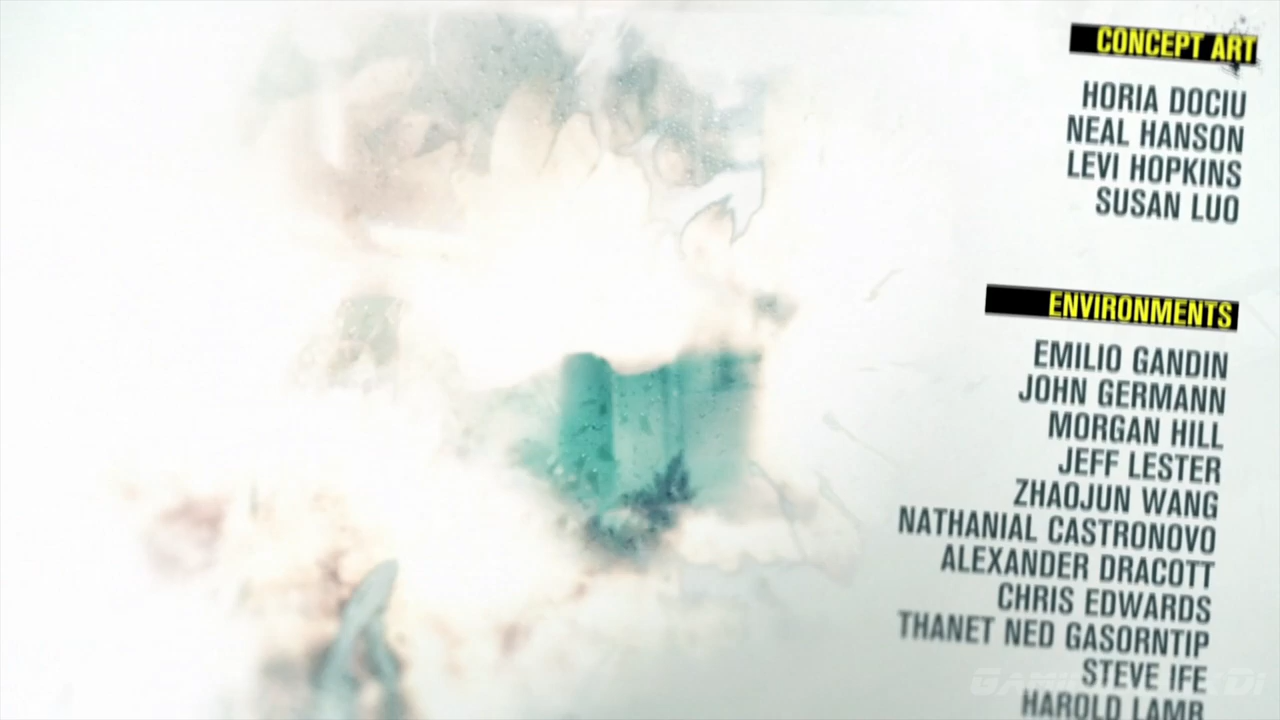 CONCEPT ART
HORIA DOCIU
NEAL HANSON
LEVI HOPKINS
SUSAN LUO
ENVIRONMENTS
EMILIO GANDIN
JOHN GERMANN
MORGAN HILL
JEFF LESTER
ZHAOJUN WANG
NATHANIAL CASTRONOVO
ALEXANDER DRACOTT
CHRIS EDWARDS
THANET NED GASORNTIP
STEVE IFE
HAROLD LAMB